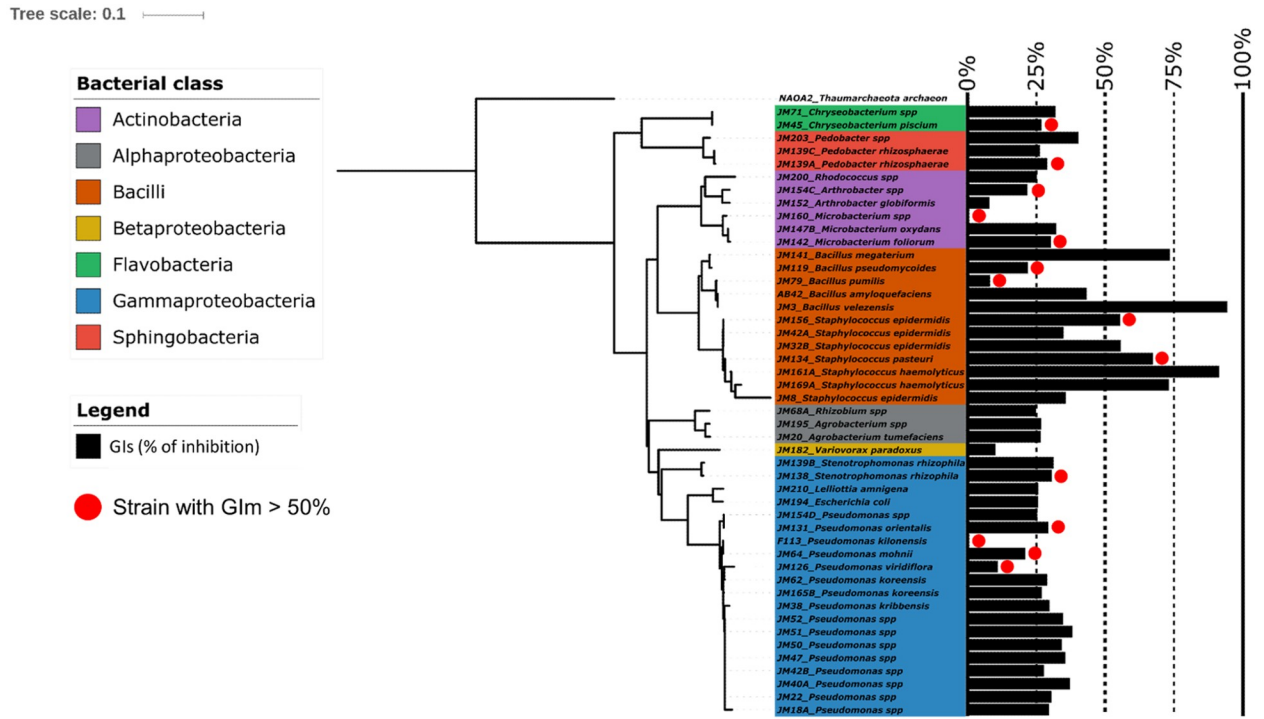 Tree scale: 0.1
Bacterial class
Actinobacteria
Alphaproteobacteria
Bacilli
Betaproteobacteria
Flavobacteria
Gammaproteobacteria
Sphingobacteria
Legend
GIs (% of inhibition)
Strain with GIm > 50%
0%
25%
50%
75%
100%
NAOA2_Thaumarchaeota archaeon
JM71_Chryseobacterium spp
JM45_Chryseobacterium piscium
JM203_Pedobacter spp
JM139C_Pedobacter rhizosphaerae
JM139A_Pedobacter rhizosphaerae
JM200_Rhodococcus spp
JM154C_Arthrobacter spp
JM152_Arthrobacter globiformis
JM160_Microbacterium spp
JM147B_Microbacterium oxydans
JM142_Microbacterium foliorum
JM141_Bacillus megaterium
JM119_Bacillus pseudomycoides
JM79_Bacillus pumilis
AB42_Bacillus amyloquefaciens
JM3_Bacillus velezensis
JM156_Staphylococcus epidermidis
JM42A_Staphylococcus epidermidis
JM32B_Staphylococcus epidermidis
JM134_Staphylococcus pasteuri
JM161A_Staphylococcus haemolyticus
JM169A_Staphylococcus haemolyticus
JM8_Staphylococcus epidermidis
JM68A_Rhizobium spp
JM195_Agrobacterium spp
JM20_Agrobacterium tumefaciens
JM182_Variovorax paradoxus
JM139B_Stenotrophomonas rhizophila
JM138_Stenotrophomonas rhizophila
JM210_Lelliottia amnigena
JM194_Escherichia coli
JM154D_Pseudomonas spp
JM131_Pseudomonas orientalis
F113_Pseudomonas kilonensis
JM64_Pseudomonas mohnii
JM126_Pseudomonas viridiflora
JM62_Pseudomonas koreensis
JM165B_Pseudomonas koreensis
JM38_Pseudomonas kribbensis
JM52_Pseudomonas spp
JM51_Pseudomonas spp
JM50_Pseudomonas spp
JM47_Pseudomonas spp
JM42B_Pseudomonas spp
JM40A_Pseudomonas spp
JM22_Pseudomonas spp
JM18A_Pseudomonas spp